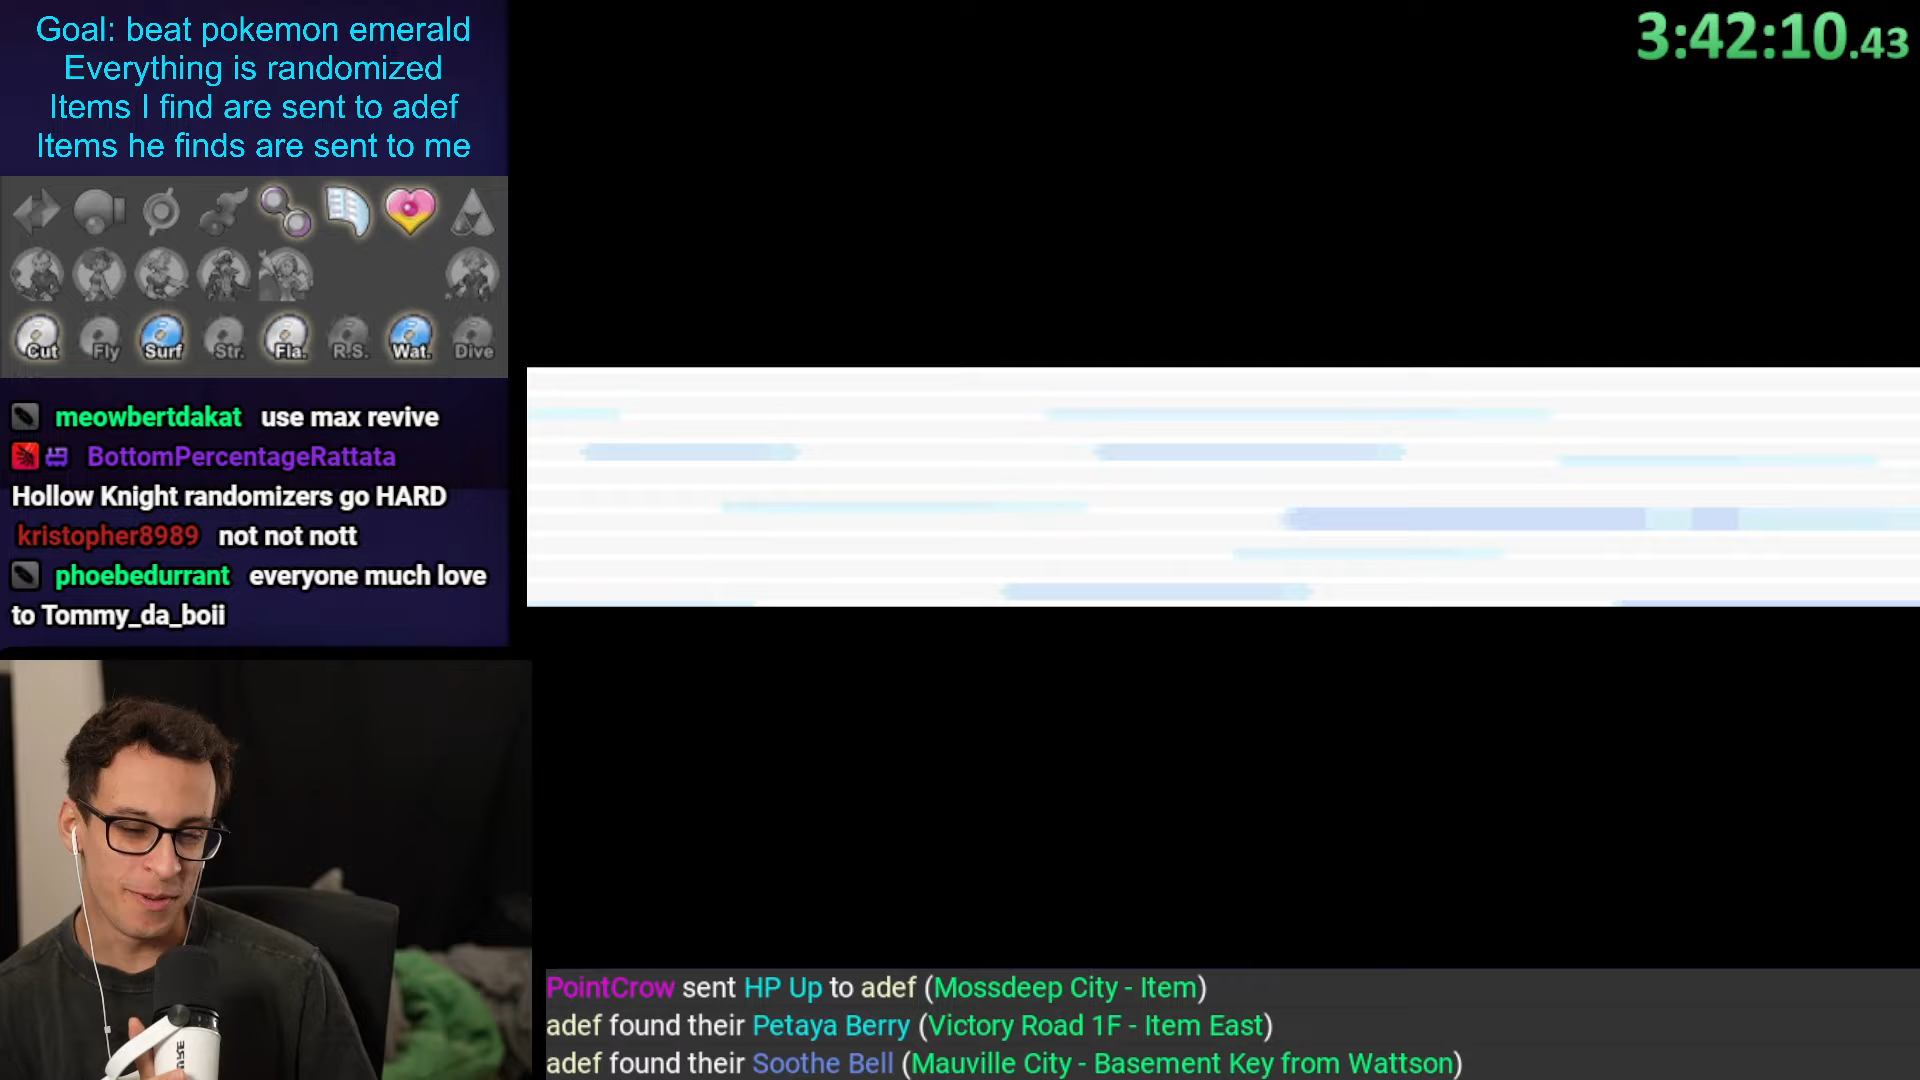 Goal: beat pokemon emerald
Everything is randomized
Items I find are sent to adef
Items he finds are sent to me
3:42:10.43
Cut Fly Surf Str. Fla. R.S. Wat. Dive
meowbertdakat use max revive
BottomPercentageRattata
Hollow Knight randomizers go HARD
kristopher8989 not not nott
phoebedurrant everyone much love
to Tommy_da_boii
PointCrow sent HP Up to adef (Mossdeep City - Item)
adef found their Petaya Berry (Victory Road 1F - Item East)
adef found their Soothe Bell (Mauville City - Basement Key from Wattson)